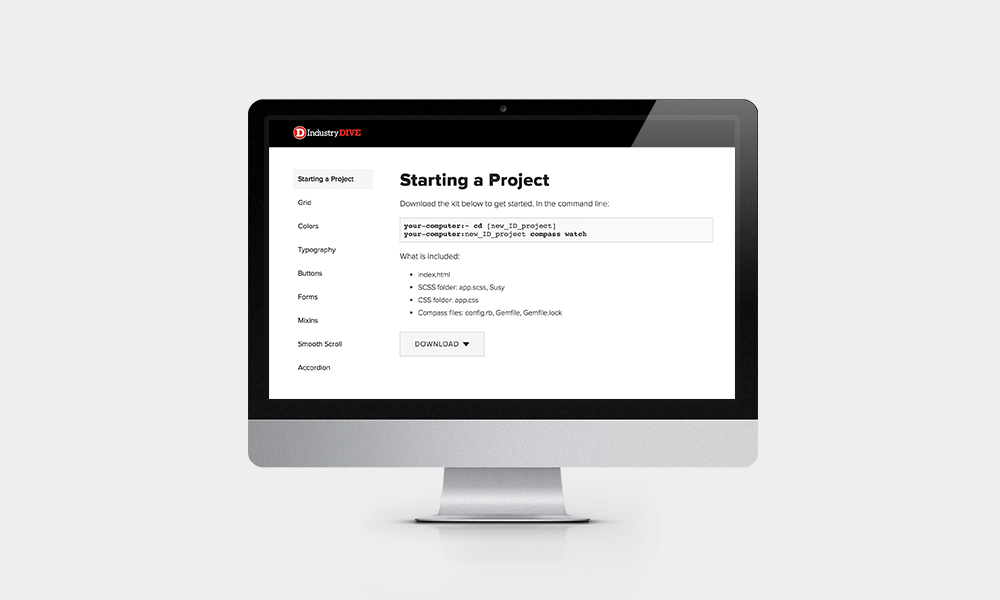 D Industry DIVE
Starting a Project
Grid
Colors
Typography
Buttons
Forms
Mixins
Smooth Scroll
Accordion
Starting a Project
Download the kit below to get started. In the command line:
your-computer:~ cd [new_ID_project]
your-computer:new_ID_project compass watch
What is included:
index.html
SCSS folder: app.scss, Susy
CSS folder: app.css
Compass files: config.rb, Gemfile, Gemfile.lock
DOWNLOAD